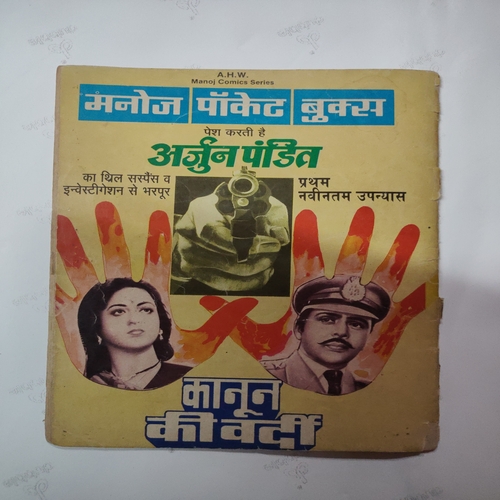 A.H.W.
Manoj Comics Series
मनोज पॉकेट बुक्स
पेश करती है
अर्जुन पंडित
का थ्रिल सस्पैंस व
इन्वेस्टीगेशन से भरपूर
प्रथम
नवीनतम उपन्यास
कानून
की वर्दी